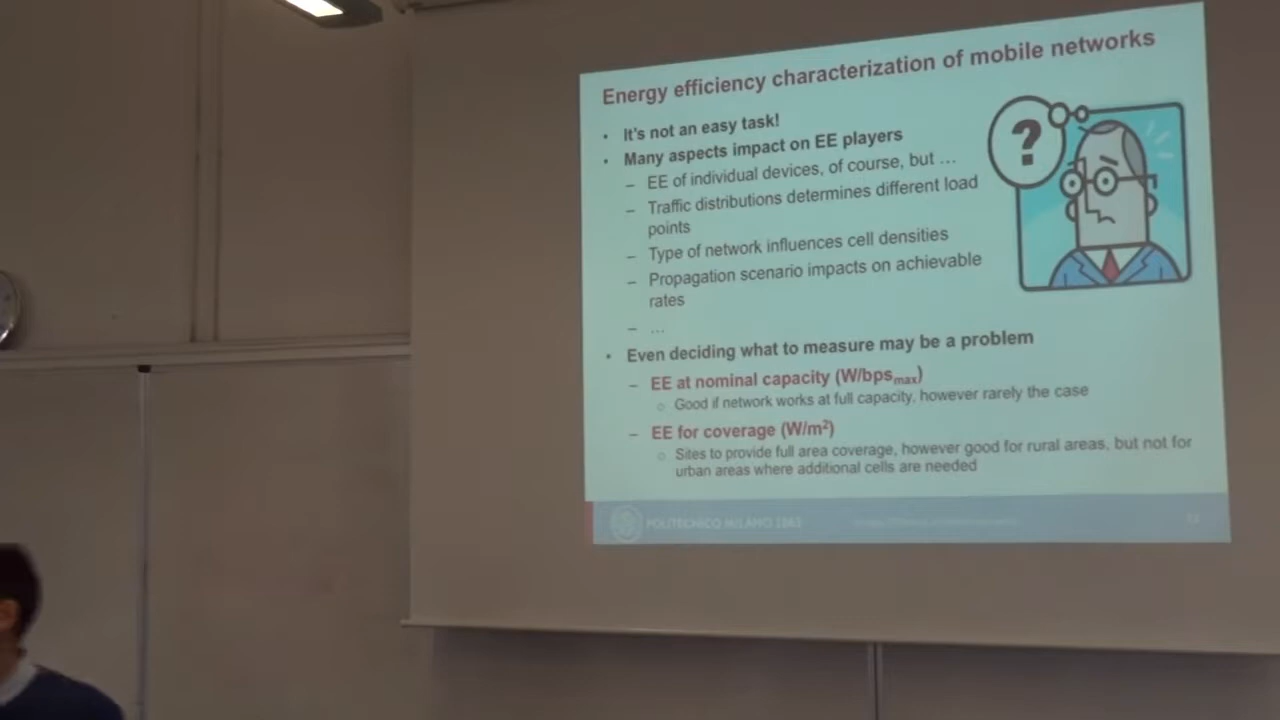 Energy efficiency characterization of mobile networks
• It's not an easy task!
• Many aspects impact on EE players
– EE of individual devices, of course, but …
– Traffic distributions determines different load
points
– Type of network influences cell densities
– Propagation scenario impacts on achievable
rates
– …
• Even deciding what to measure may be a problem
– EE at nominal capacity (W/bpsmax)
○ Good if network works at full capacity, however rarely the case
– EE for coverage (W/m²)
○ Sites to provide full area coverage, however good for rural areas, but not for
urban areas where additional cells are needed
?
POLITECNICO MILANO 1863